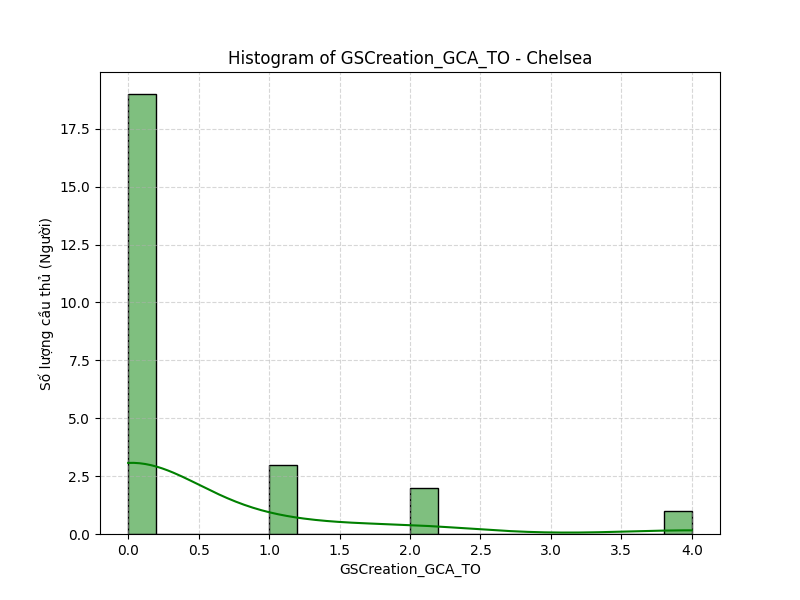 Histogram of GSCreation_GCA_TO - Chelsea
Số lượng cầu thủ (Người)
17.5
15.0
12.5
10.0
7.5
5.0
2.5
0.0
0.0 0.5 1.0 1.5 2.0 2.5 3.0 3.5 4.0
GSCreation_GCA_TO